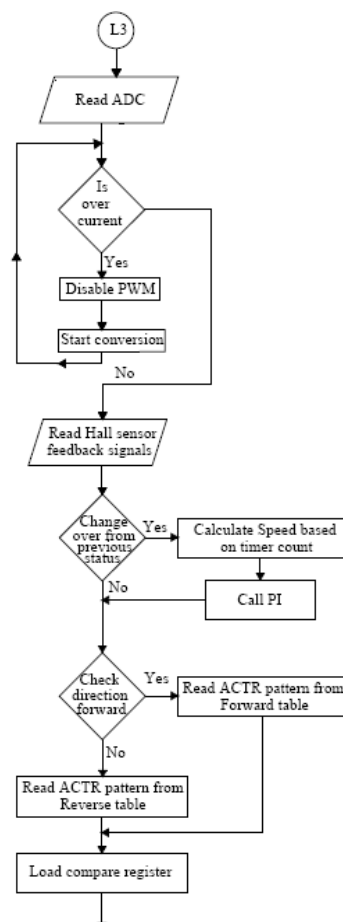 L3
Read ADC
Is
over
current
Yes
Disable PWM
Start conversion
No
Read Hall sensor
feedback signals
Change
over from
previous
status
Yes
Calculate Speed based
on timer count
No
Call PI
Check
direction
forward
Yes
Read ACTR pattern from
Forward table
No
Read ACTR pattern from
Reverse table
Load compare register